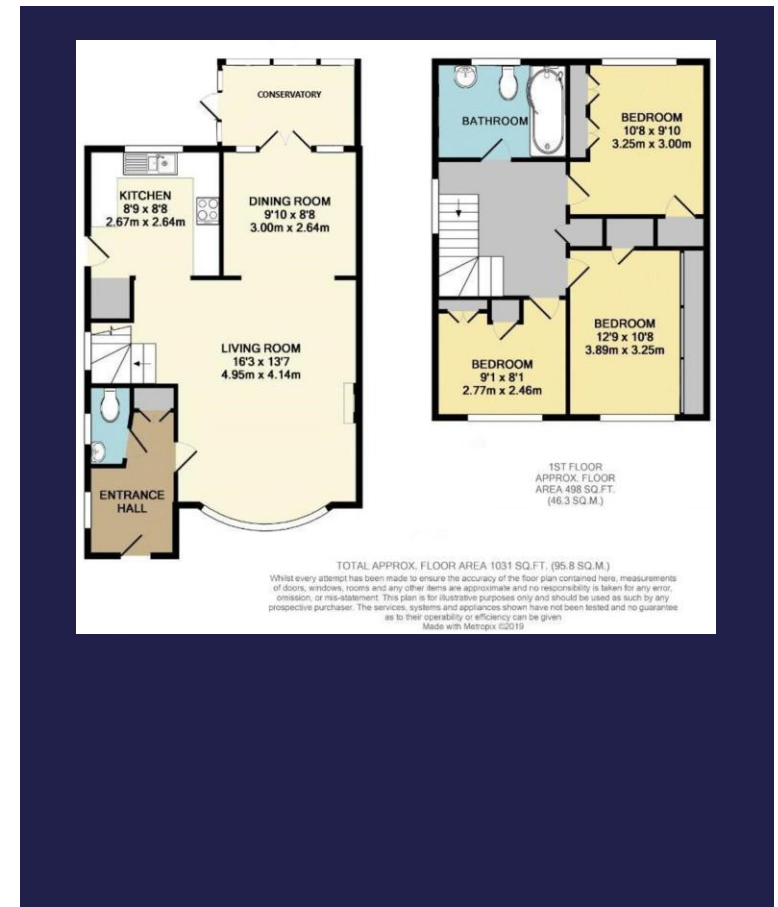 CONSERVATORY
KITCHEN
8'9 x 8'8
2.67m x 2.64m
DINING ROOM
9'10 x 8'8
3.00m x 2.64m
LIVING ROOM
16'3 x 13'7
4.95m x 4.14m
ENTRANCE
HALL
BATHROOM
BEDROOM
10'8 x 9'10
3.25m x 3.00m
BEDROOM
12'9 x 10'8
3.89m x 3.25m
BEDROOM
9'1 x 8'1
2.77m x 2.46m
1ST FLOOR
APPROX. FLOOR
AREA 498 SQ.FT.
(46.3 SQ.M.)
TOTAL APPROX. FLOOR AREA 1031 SQ.FT. (95.8 SQ.M.)
Whilst every attempt has been made to ensure the accuracy of the floor plan contained here, measurements
of doors, windows, rooms and any other items are approximate and no responsibility is taken for any error,
omission, or mis-statement. This plan is for illustrative purposes only and should be used as such by any
prospective purchaser. The services, systems and appliances shown have not been tested and no guarantee
as to their operability or efficiency can be given
Made with Metropix ©2019